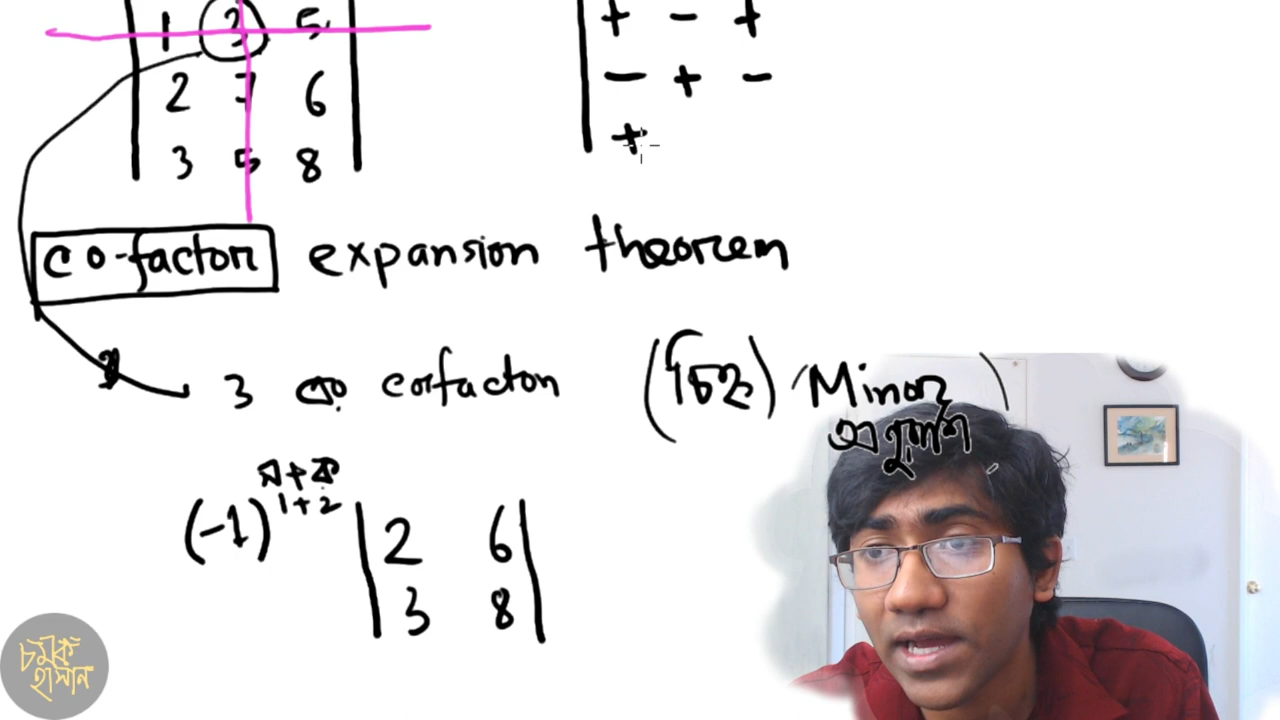 1 3 5 + - +
2 7 6 - + -
3 5 8 +
co-factor expansion theorem
3 এর cofactor (চিহ্ন) (Minor)
অনুরাশি
(-1) 1+2
2 6
3 8
চমক হাসান